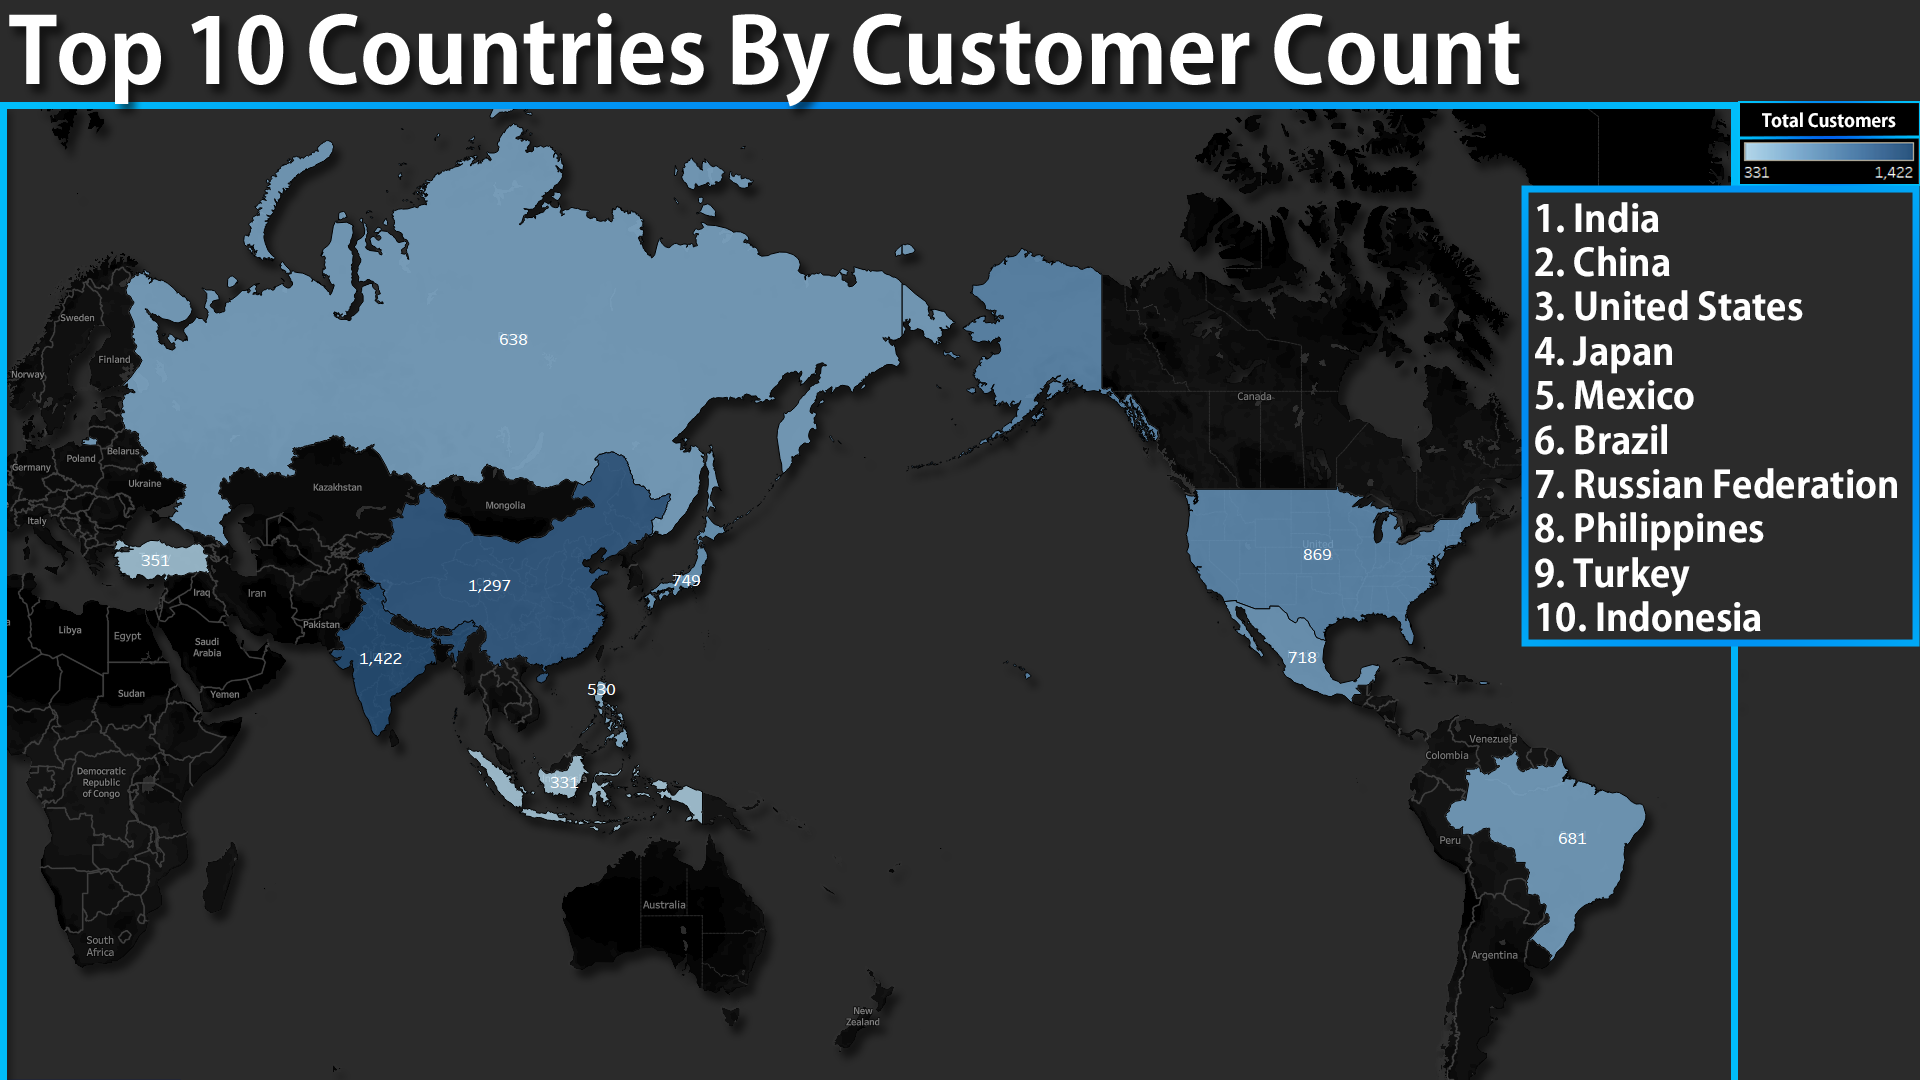 Top 10 Countries By Customer Count
Total Customers
331 1,422
1. India
2. China
3. United States
4. Japan
5. Mexico
6. Brazil
7. Russian Federation
8. Philippines
9. Turkey
10. Indonesia
638
Sweden
Finland
Norway
Canada
Belarus
Poland
Germany
Ukraine
Kazakhstan
Mongolia
Italy
United
869
351
1,297
749
Iraq
Iran
Pakistan
Libya
Egypt
Saudi
Arabia
1,422
718
530
Sudan
Yemen
Venezuela
Colombia
Democratic
Republic
of Congo
331
681
Peru
Australia
South
Africa
Argentina
New
Zealand